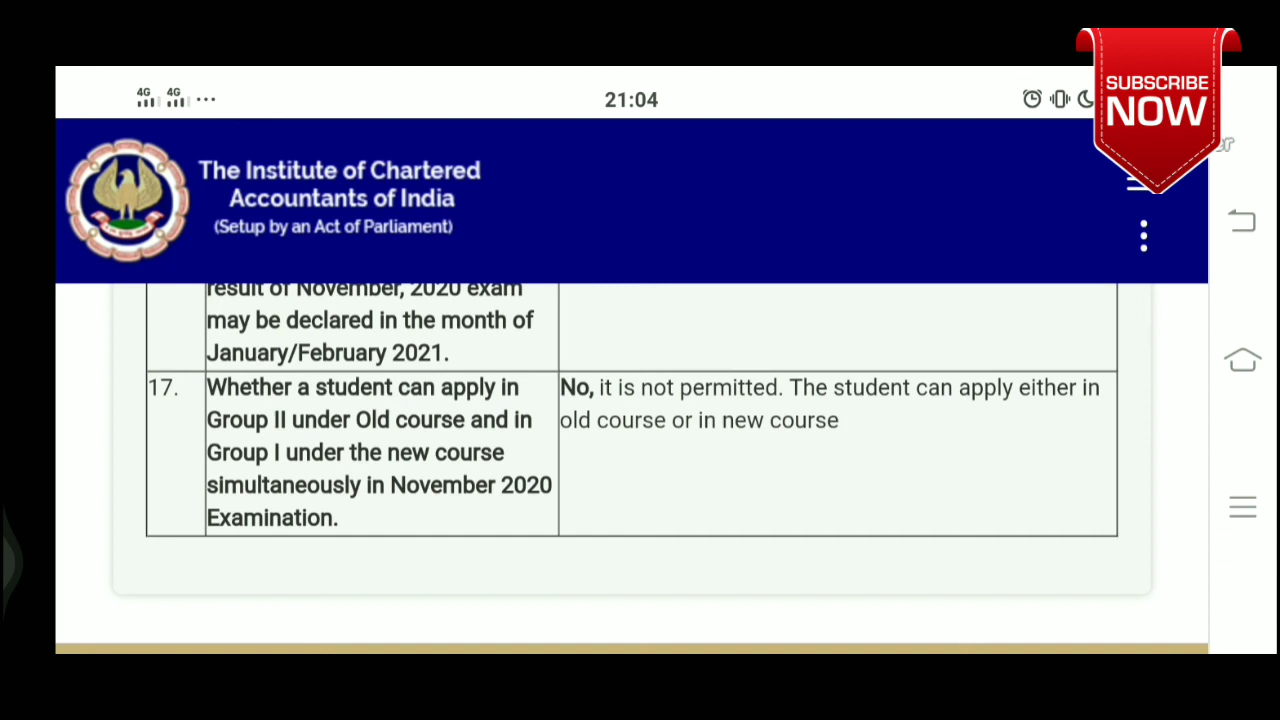 4G 4G
21:04
SUBSCRIBE
NOW
The Institute of Chartered
Accountants of India
(Setup by an Act of Parliament)
result of November, 2020 exam
may be declared in the month of
January/February 2021.
17.
Whether a student can apply in
Group II under Old course and in
Group I under the new course
simultaneously in November 2020
Examination.
No, it is not permitted. The student can apply either in
old course or in new course